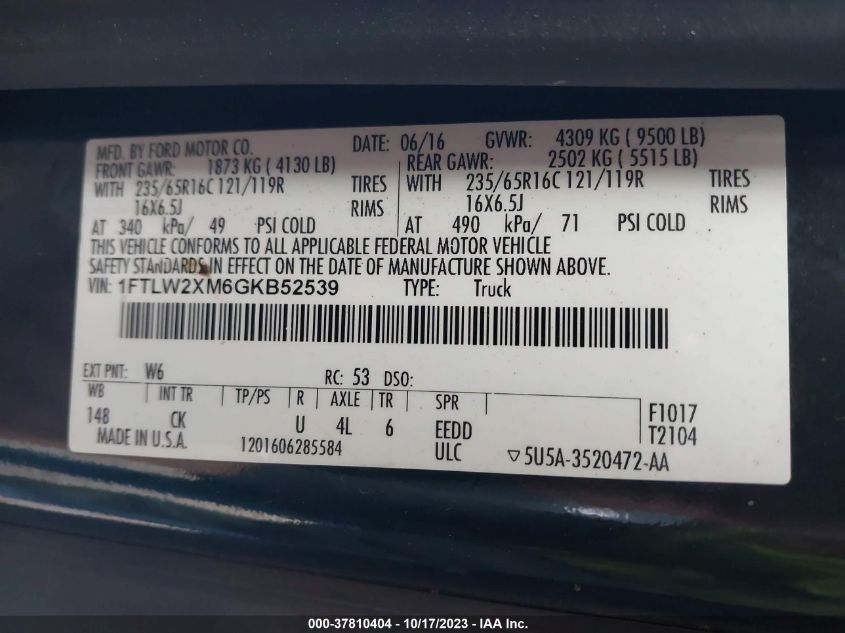 MFD. BY FORD MOTOR CO. DATE: 06/16 GVWR: 4309 KG ( 9500 LB)
FRONT GAWR: 1873 KG ( 4130 LB) REAR GAWR: 2502 KG ( 5515 LB)
WITH 235/65R16C 121/119R TIRES WITH 235/65R16C 121/119R TIRES
16X6.5J RIMS 16X6.5J RIMS
AT 340 kPa/ 49 PSI COLD AT 490 kPa/ 71 PSI COLD
THIS VEHICLE CONFORMS TO ALL APPLICABLE FEDERAL MOTOR VEHICLE
SAFETY STANDARDS IN EFFECT ON THE DATE OF MANUFACTURE SHOWN ABOVE.
VIN: 1FTLW2XM6GKB52539 TYPE: Truck
EXT PNT: W6 RC: 53 DSO:
WB INT TR TP/PS R AXLE TR SPR F1017
148 CK U 4L 6 EEDD T2104
MADE IN U.S.A. 1201606285584 ULC ▽5U5A-3520472-AA
000-37810404 - 10/17/2023 - IAA Inc.